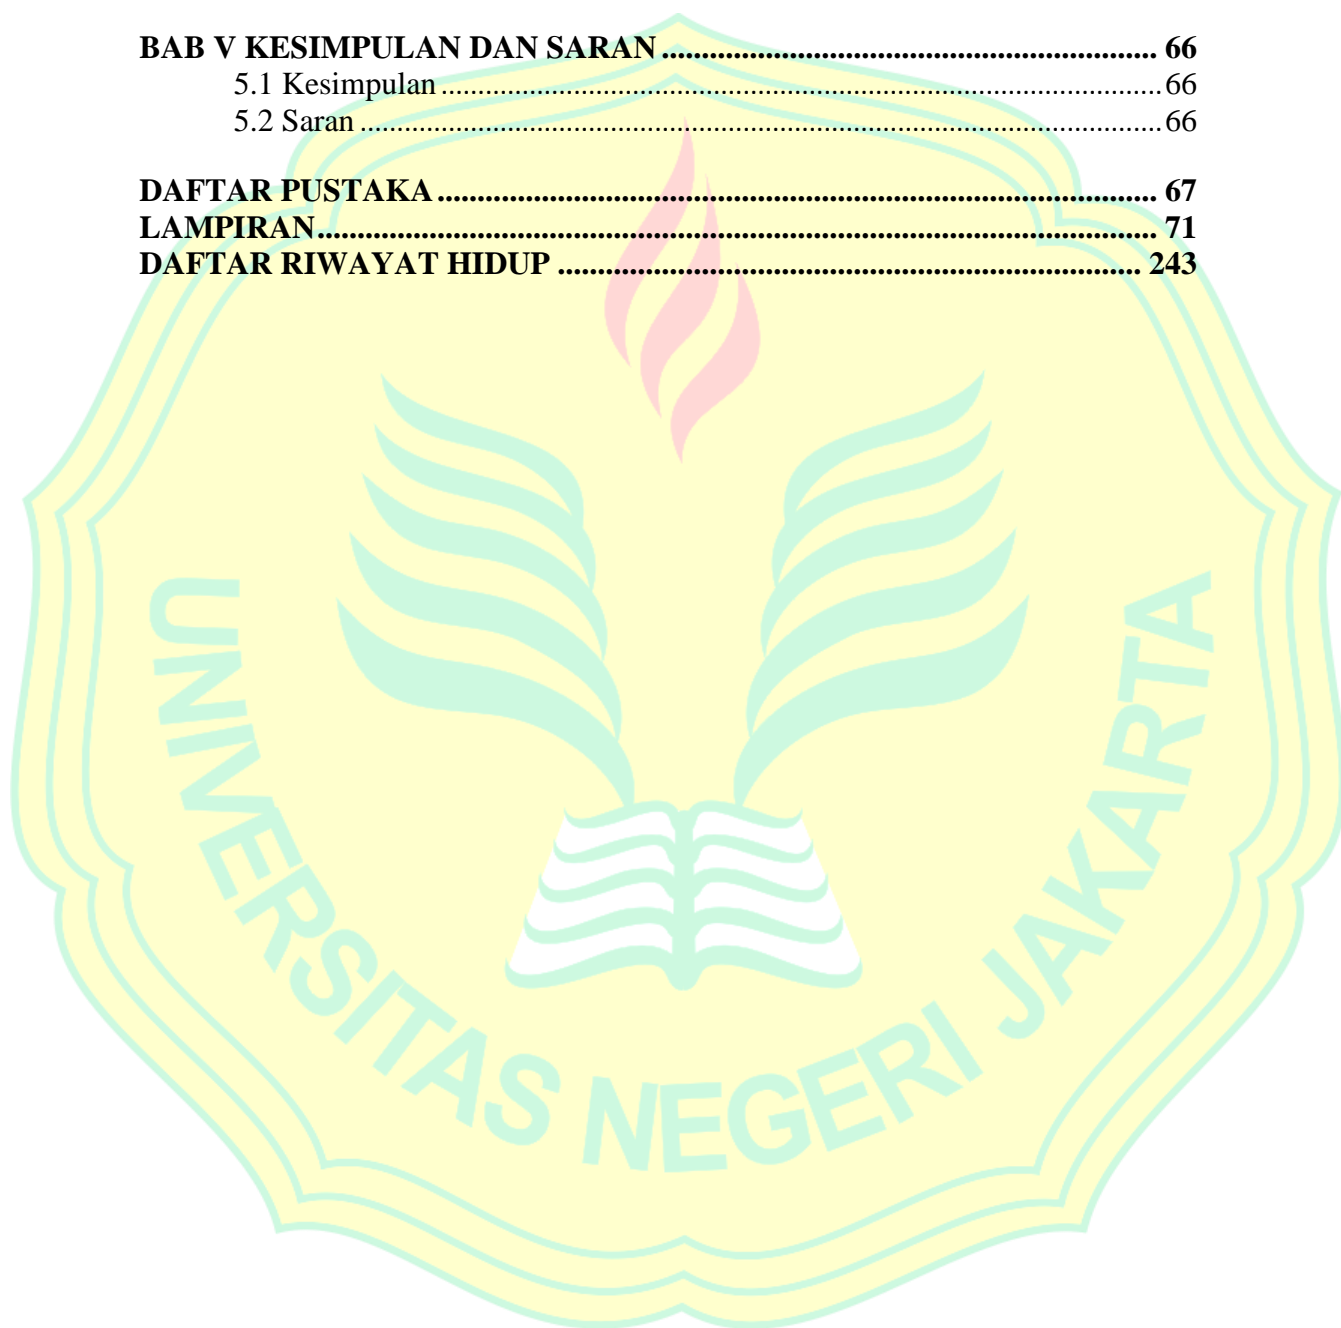 BAB V KESIMPULAN DAN SARAN ............................................................. 66
5.1 Kesimpulan .......................................................................................... 66
5.2 Saran .................................................................................................... 66
DAFTAR PUSTAKA ......................................................................................... 67
LAMPIRAN ........................................................................................................ 71
DAFTAR RIWAYAT HIDUP ........................................................................ 243
UNIVERSITAS NEGERI JAKARTA